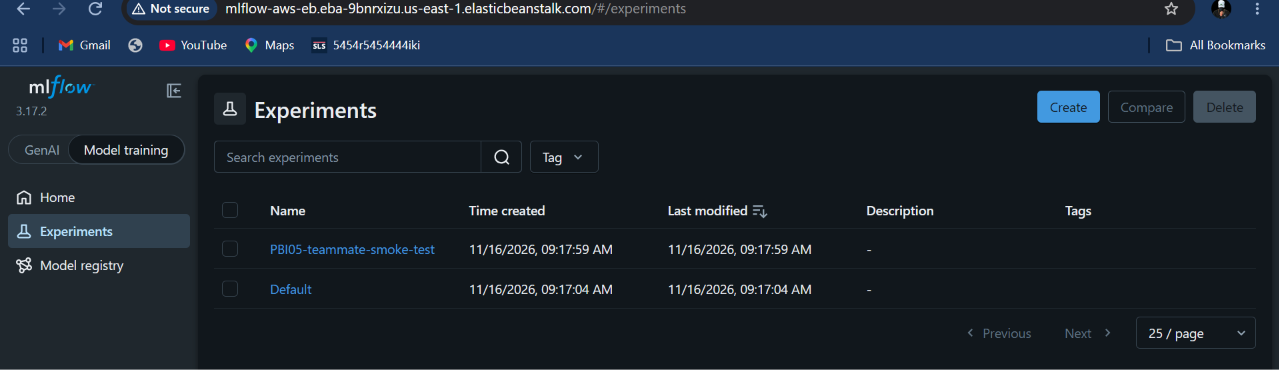 Not secure mlflow-aws-eb.eba-9bnrxizu.us-east-1.elasticbeanstalk.com/#/experiments
Gmail YouTube Maps SLS 5454r5454444iki All Bookmarks
mlflow
3.17.2
GenAI Model training
Home
Experiments
Model registry
Experiments
Create Compare Delete
Search experiments Tag
Name Time created Last modified Description Tags
PBI05-teammate-smoke-test 11/16/2026, 09:17:59 AM 11/16/2026, 09:17:59 AM -
Default 11/16/2026, 09:17:04 AM 11/16/2026, 09:17:04 AM -
Previous Next 25 / page